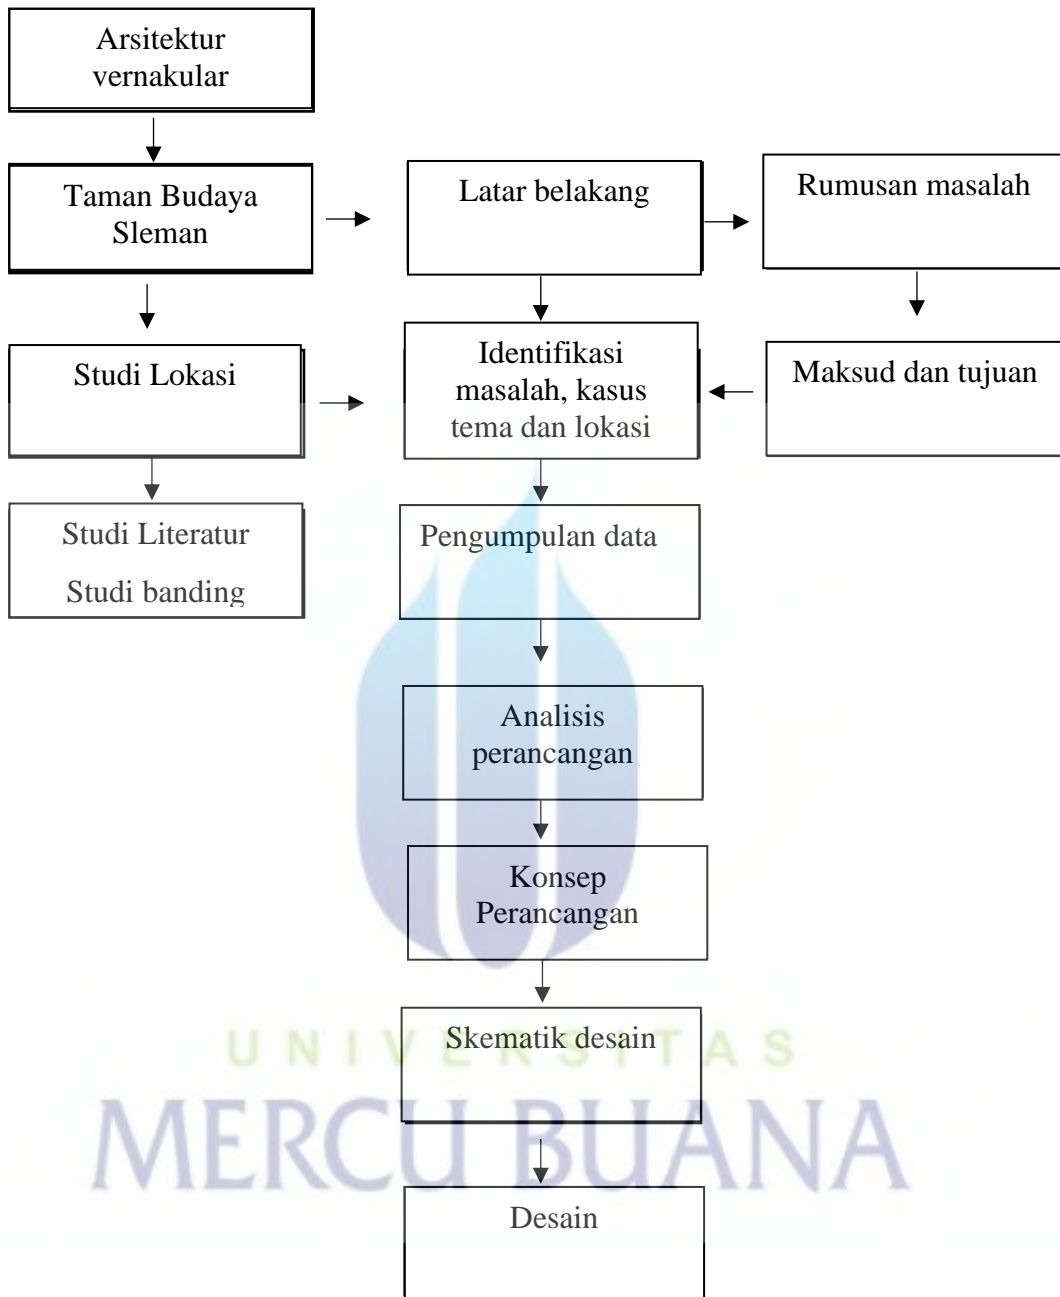 Arsitektur
vernakular
Taman Budaya
Sleman
Latar belakang
Rumusan masalah
Studi Lokasi
Identifikasi
masalah, kasus
tema dan lokasi
Maksud dan tujuan
Studi Literatur
Studi banding
Pengumpulan data
Analisis
perancangan
Konsep
Perancangan
Skematik desain
UNIVERSITAS
MERCU BUANA
Desain